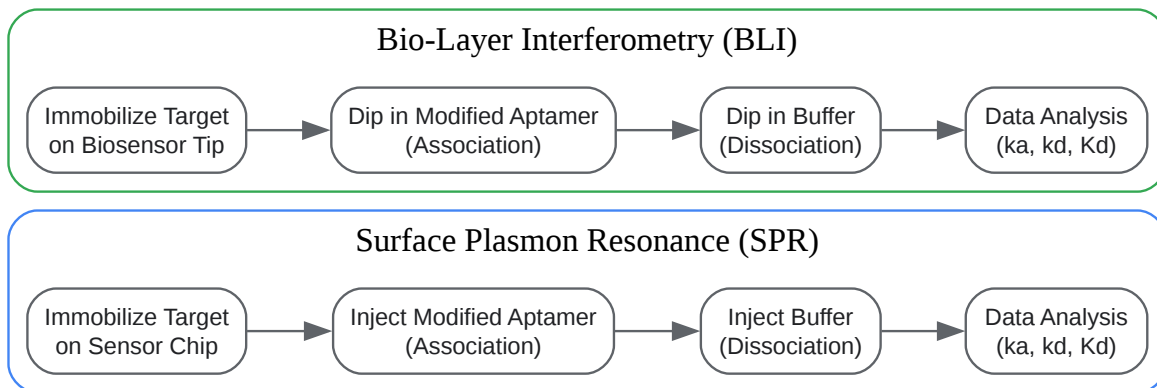 Bio-Layer Interferometry (BLI)
Immobilize Target
on Biosensor Tip
Dip in Modified Aptamer
(Association)
Dip in Buffer
(Dissociation)
Data Analysis
(ka, kd, Kd)
Surface Plasmon Resonance (SPR)
Immobilize Target
on Sensor Chip
Inject Modified Aptamer
(Association)
Inject Buffer
(Dissociation)
Data Analysis
(ka, kd, Kd)